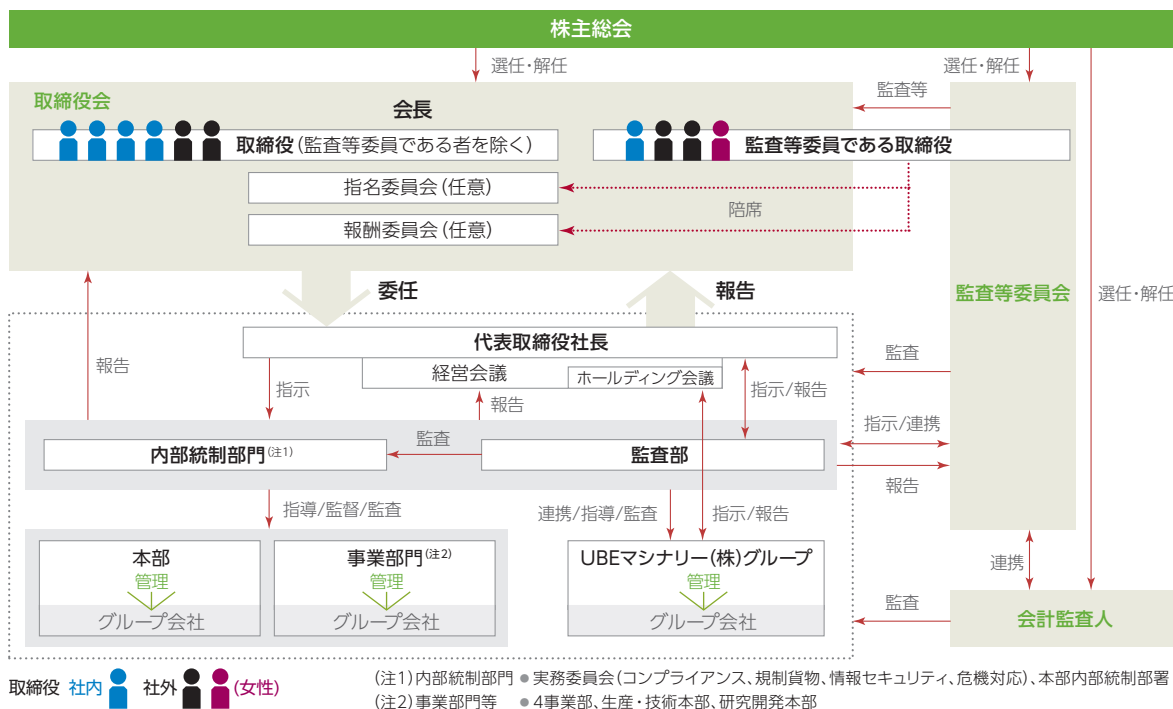 株主総会
選任・解任
選任・解任
取締役会
会長
監査等
取締役(監査等委員である者を除く)
監査等委員である取締役
指名委員会(任意)
陪席
報酬委員会(任意)
委任
報告
監査等委員会
選任・解任
代表取締役社長
報告
監査
経営会議
ホールディング会議
指示
報告
指示/報告
監査
指示/連携
内部統制部門(注1)
監査部
報告
指導/監督/監査
連携/指導/監査
指示/報告
本部
事業部門(注2)
UBEマシナリー(株)グループ
管理
管理
管理
連携
グループ会社
グループ会社
グループ会社
監査
会計監査人
取締役 社内 社外 (女性)
(注1)内部統制部門 ●実務委員会(コンプライアンス、規制貨物、情報セキュリティ、危機対応)、本部内部統制部署
(注2)事業部門等 ●4事業部、生産・技術本部、研究開発本部